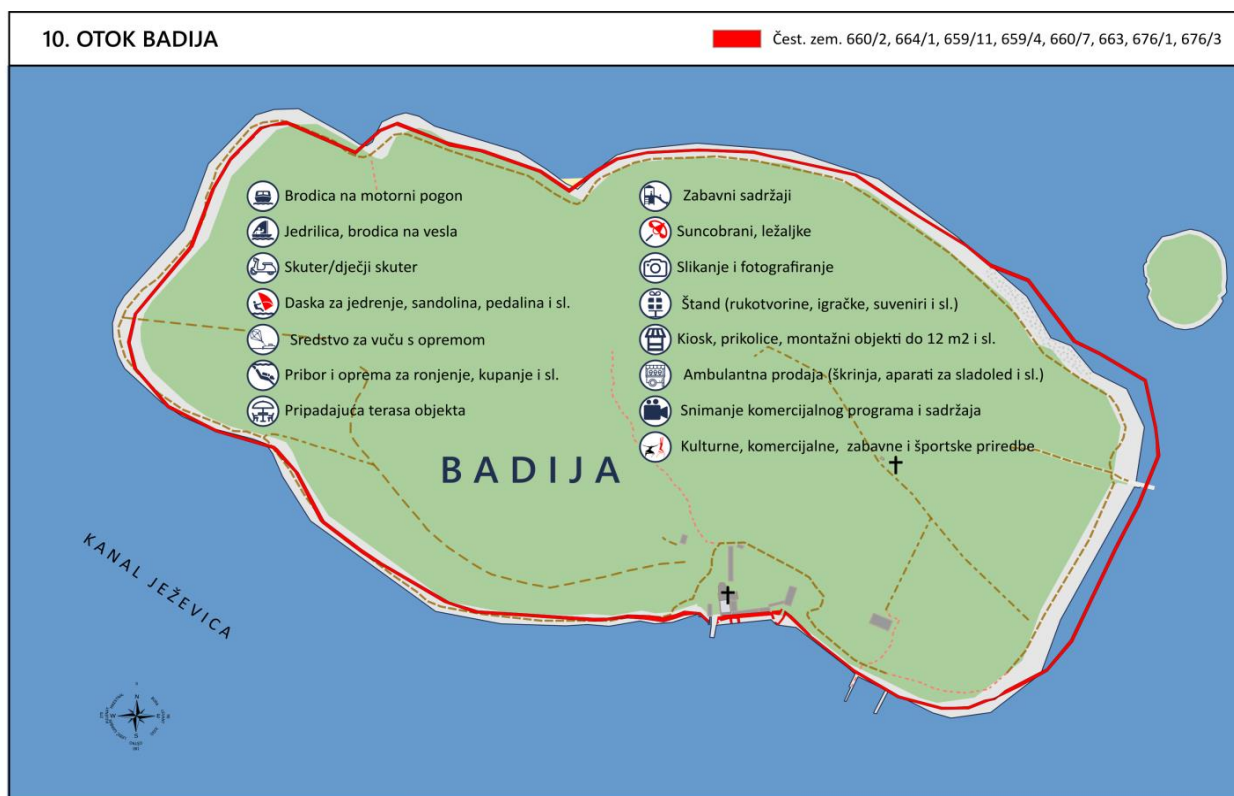 10. OTOK BADIJA
Čest. zem. 660/2, 664/1, 659/11, 659/4, 660/7, 663, 676/1, 676/3
Brodica na motorni pogon
Jedrilica, brodica na vesla
Skuter/dječji skuter
Daska za jedrenje, sandolina, pedalina i sl.
Sredstvo za vuču s opremom
Pribor i oprema za ronjenje, kupanje i sl.
Pripadajuća terasa objekta
Zabavni sadržaji
Suncobrani, ležaljke
Slikanje i fotografiranje
Štand (rukotvorine, igračke, suveniri i sl.)
Kiosk, prikolice, montažni objekti do 12 m2 i sl.
Ambulantna prodaja (škrinja, aparati za sladoled i sl.)
Snimanje komercijalnog programa i sadržaja
Kulturne, komercijalne, zabavne i športske priredbe
BADIJA
KANAL JEŽEVICA
N
W E
S